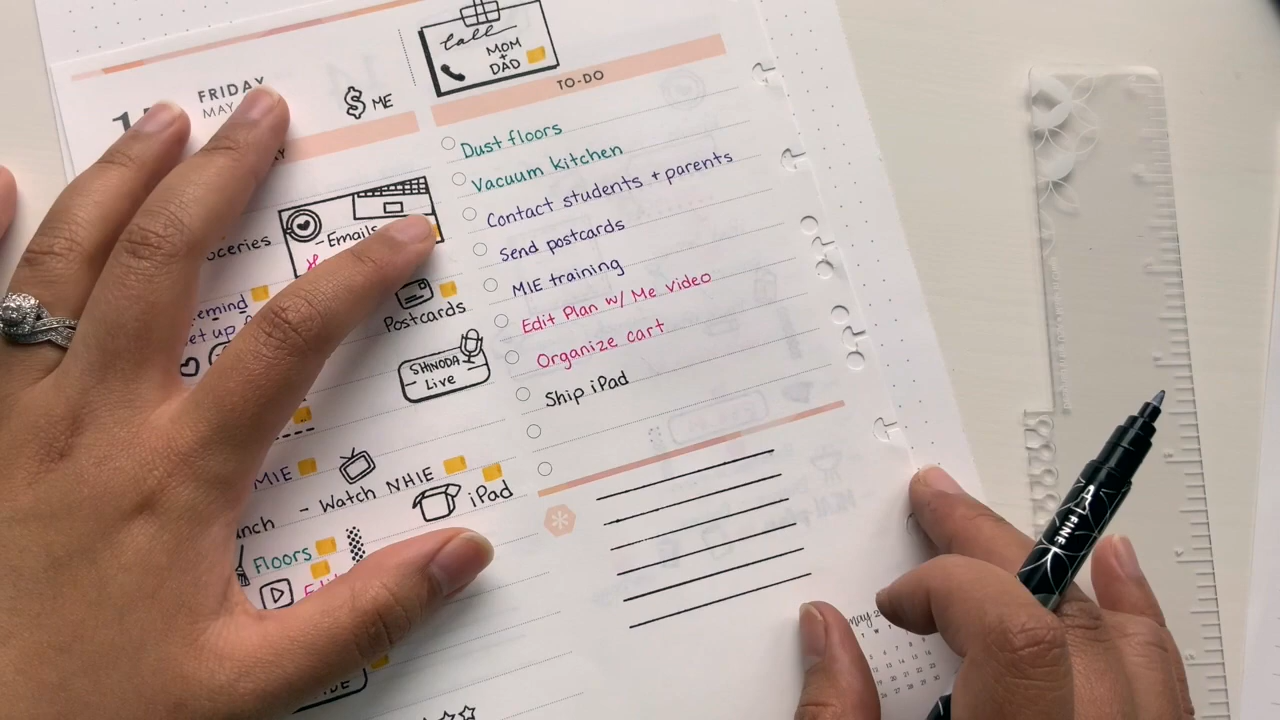 Call
MOM
+
DAD
FRIDAY
MAY
$ ME
TO-DO
Dust floors
Vacuum kitchen
Contact students + parents
Send postcards
MIE training
Edit Plan w/ Me video
Organize cart
Ship iPad
- Emails
Postcards
SHINODA
- Live -
MIE
- Watch NHIE
iPad
Floors
May
FINE